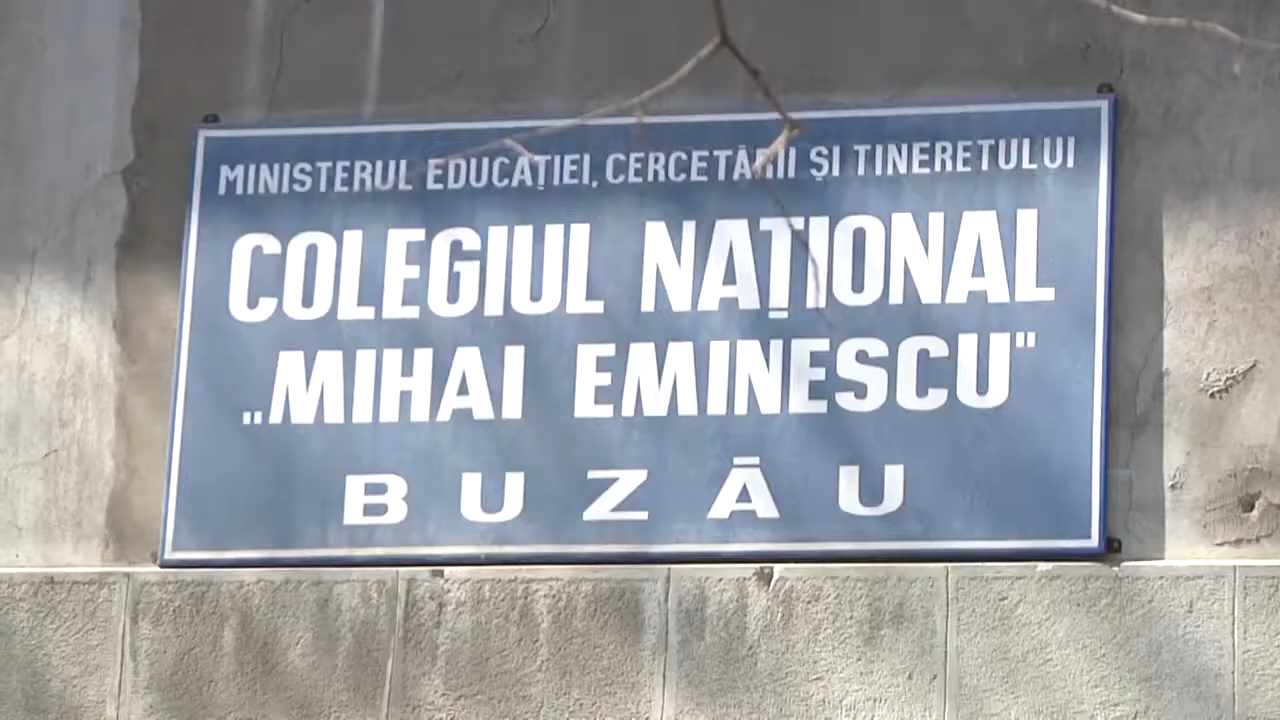 MINISTERUL EDUCAȚIEI, CERCETĂRII ȘI TINERETULUI
COLEGIUL NAȚIONAL
„MIHAI EMINESCU"
BUZĂU